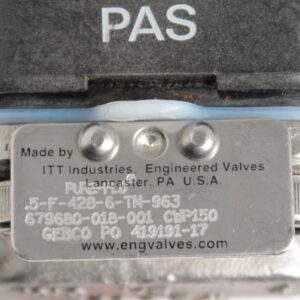 PAS
Made by
ITT Industries, Engineered Valves
Lancaster, PA U.S.A.
.5-F-428-6-TN-963
679680-018-001 CWP150
GEBCO PO 419191-17
www.engvalves.com